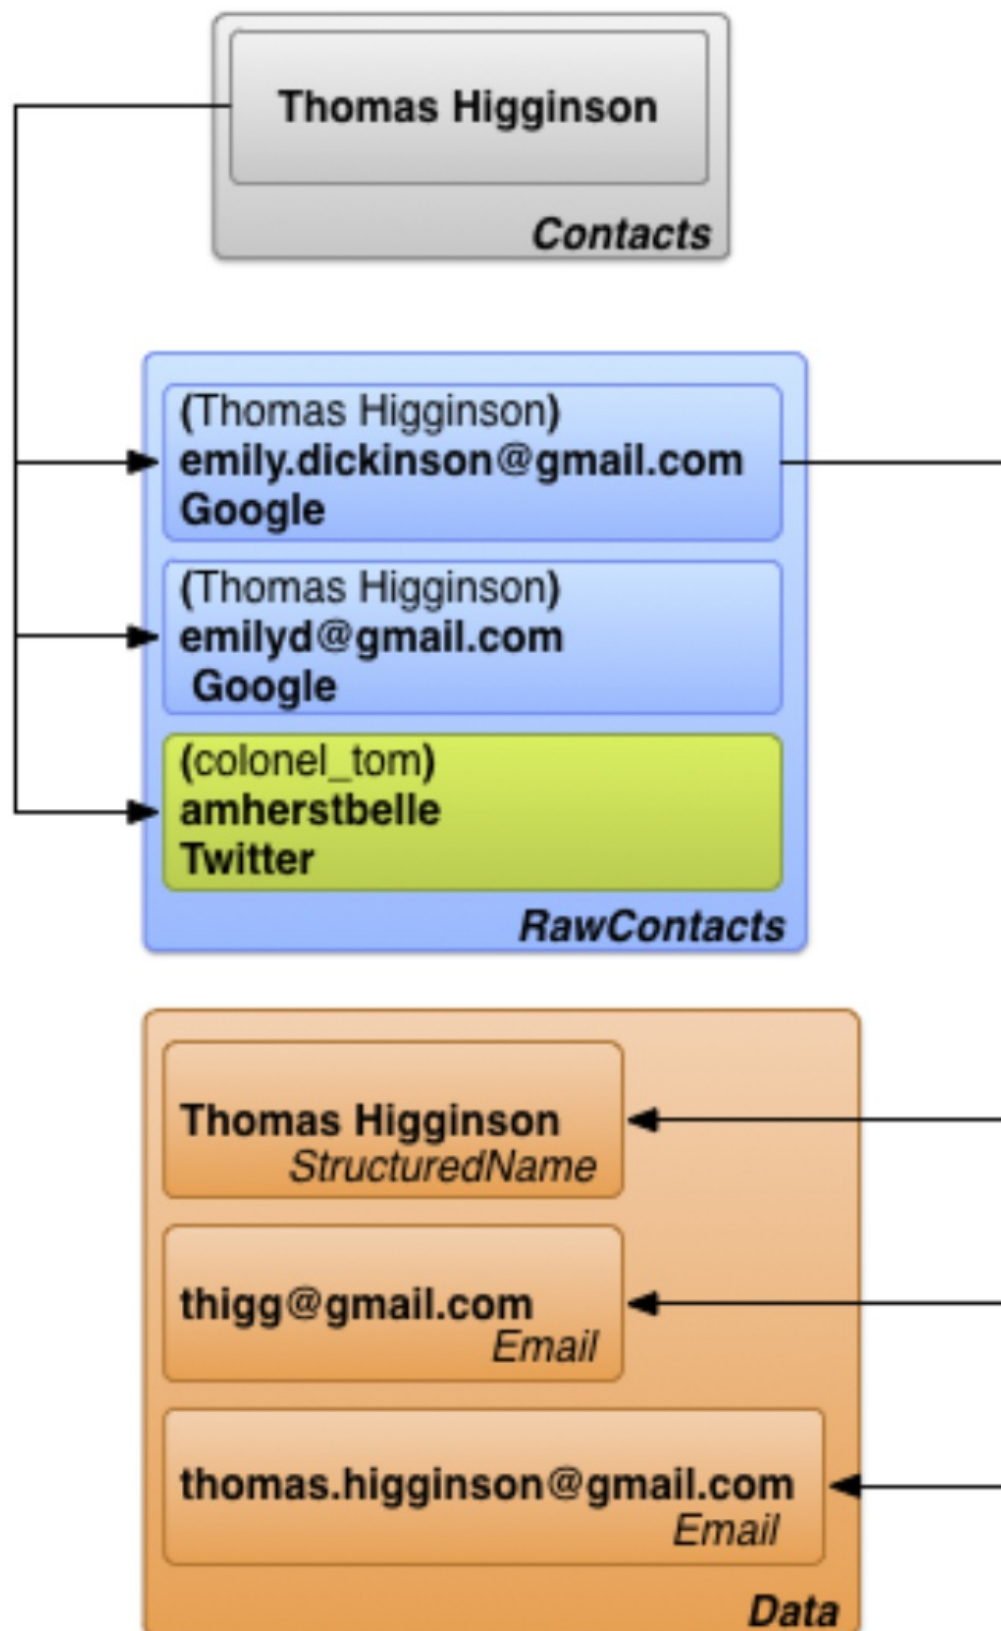 Thomas Higginson
Contacts
(Thomas Higginson)
emily.dickinson@gmail.com
Google
(Thomas Higginson)
emilyd@gmail.com
Google
(colonel_tom)
amherstbelle
Twitter
RawContacts
Thomas Higginson
StructuredName
thigg@gmail.com
Email
thomas.higginson@gmail.com
Email
Data